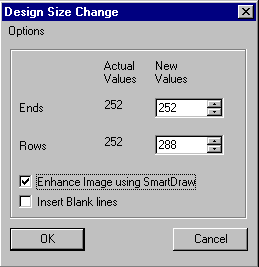 Design Size Change
Options
Actual Values New Values
Ends 252 252
Rows 252 288
Enhance Image using SmartDraw
Insert Blank lines
OK Cancel